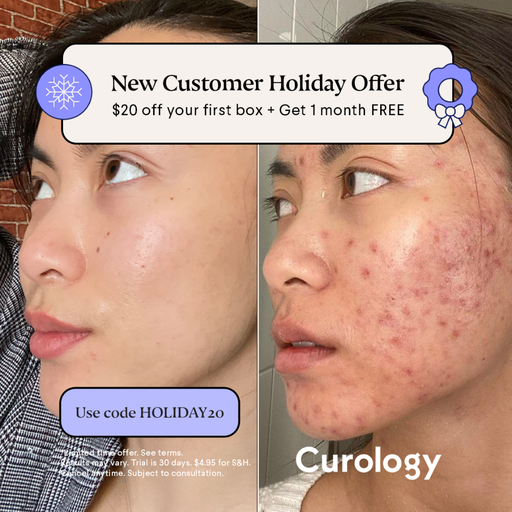 New Customer Holiday Offer
$20 off your first box + Get 1 month FREE
Use code HOLIDAY20
time offer. See terms.
may vary. Trial is 30 days. $4.95 for S&H.
anytime. Subject to consultation.
Curology